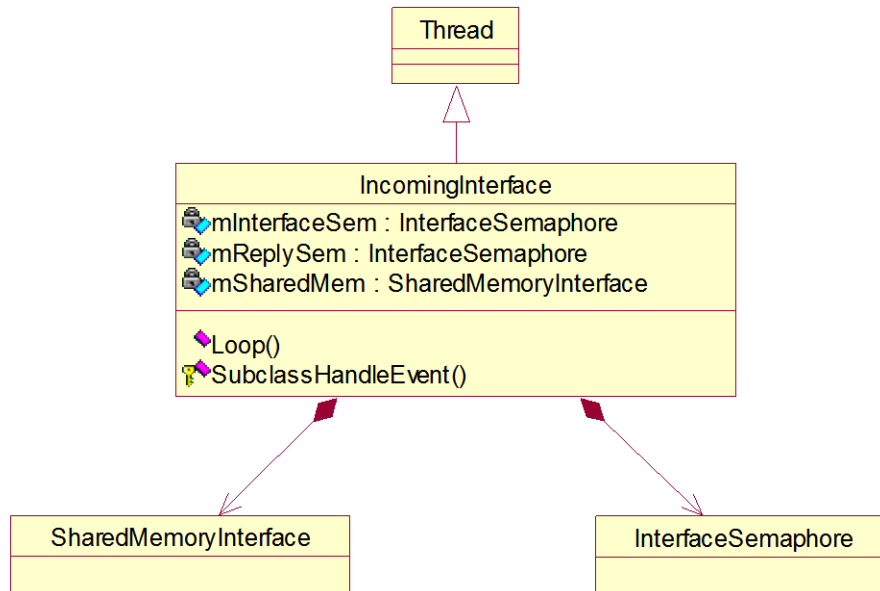 Thread
IncomingInterface
mInterfaceSem : InterfaceSemaphore
mReplySem : InterfaceSemaphore
mSharedMem : SharedMemoryInterface
Loop()
SubclassHandleEvent()
SharedMemoryInterface
InterfaceSemaphore